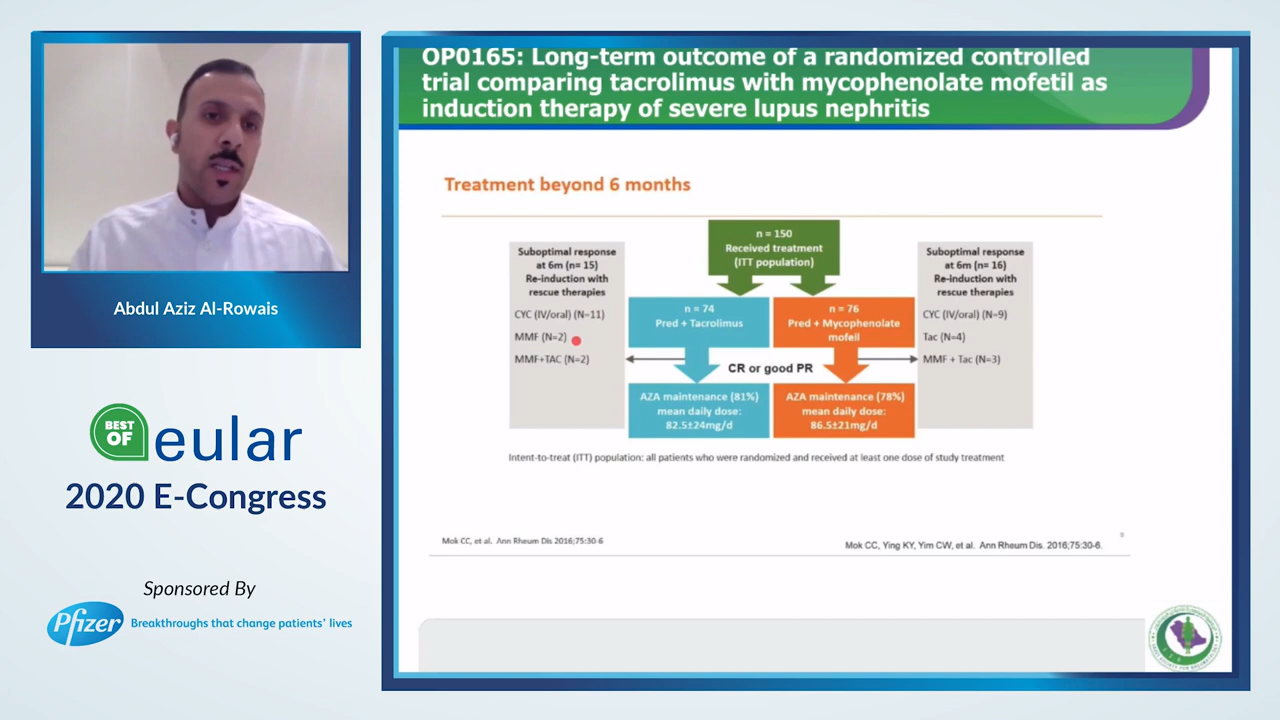 OP0165: Long-term outcome of a randomized controlled
trial comparing tacrolimus with mycophenolate mofetil as
induction therapy of severe lupus nephritis
Abdul Aziz Al-Rowais
BEST
OF
eular
2020 E-Congress
Sponsored By
Pfizer
Breakthroughs that change patients' lives
Treatment beyond 6 months
n = 150
Received treatment
(ITT population)
Suboptimal response
at 6m (n= 15)
Re-induction with
rescue therapies
CYC (IV/oral) (N=11)
MMF (N=2)
MMF+TAC (N=2)
n = 74
Pred + Tacrolimus
n = 76
Pred + Mycophenolate
mofeil
Suboptimal response
at 6m (n= 16)
Re-induction with
rescue therapies
CYC (IV/oral) (N=9)
Tac (N=4)
MMF + Tac (N=3)
CR or good PR
AZA maintenance (81%)
mean daily dose:
82.5±24mg/d
AZA maintenance (78%)
mean daily dose:
86.5±21mg/d
Intent-to-treat (ITT) population: all patients who were randomized and received at least one dose of study treatment
Mok CC, et al. Ann Rheum Dis 2016;75:30-6
Mok CC, Ying KY, Yim CW, et al. Ann Rheum Dis. 2016;75:30-6.
9